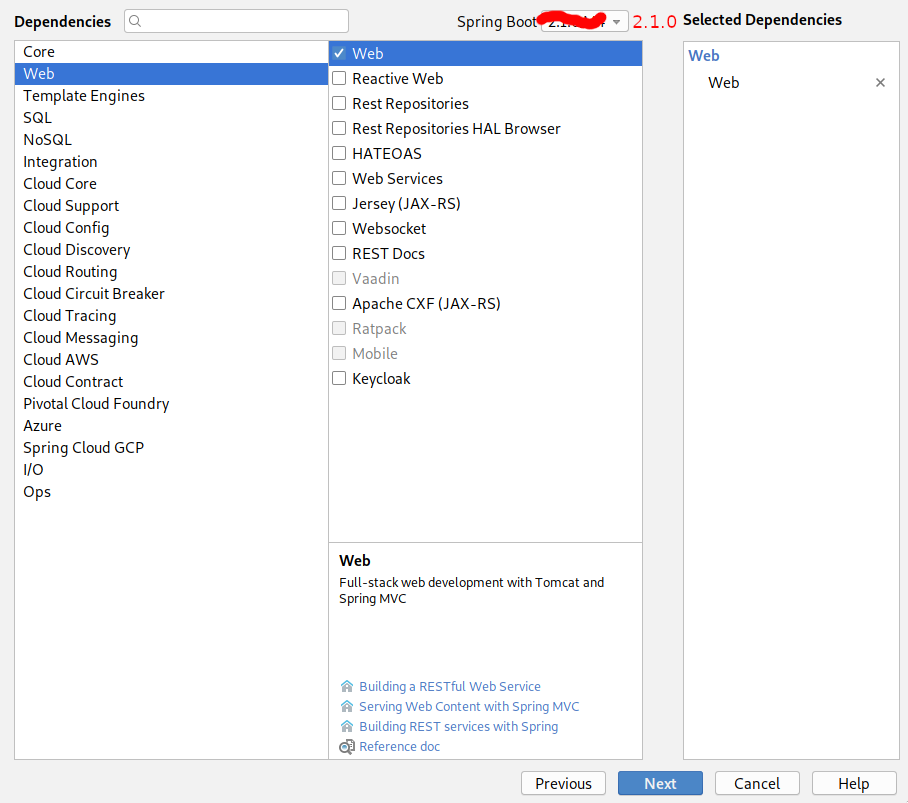 Dependencies
Spring Boot 2.1.0 Selected Dependencies
Core
Web
Template Engines
SQL
NoSQL
Integration
Cloud Core
Cloud Support
Cloud Config
Cloud Discovery
Cloud Routing
Cloud Circuit Breaker
Cloud Tracing
Cloud Messaging
Cloud AWS
Cloud Contract
Pivotal Cloud Foundry
Azure
Spring Cloud GCP
I/O
Ops
Web
Reactive Web
Rest Repositories
Rest Repositories HAL Browser
HATEOAS
Web Services
Jersey (JAX-RS)
Websocket
REST Docs
Vaadin
Apache CXF (JAX-RS)
Ratpack
Mobile
Keycloak
Web
Full-stack web development with Tomcat and
Spring MVC
Building a RESTful Web Service
Serving Web Content with Spring MVC
Building REST services with Spring
Reference doc
Web
Web
Previous
Next
Cancel
Help